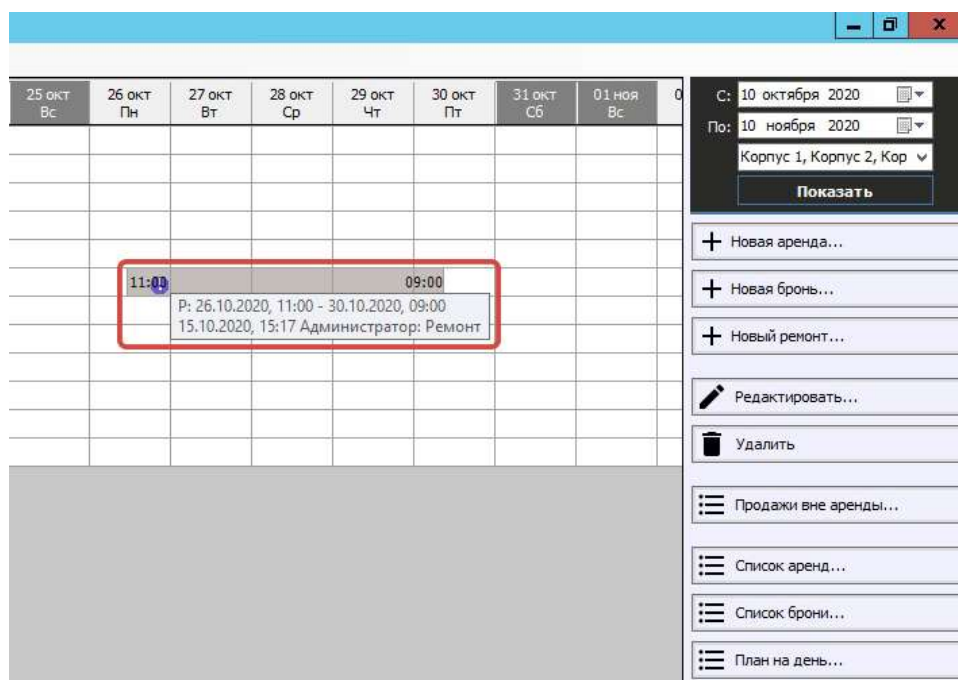 25 окт 26 окт 27 окт 28 окт 29 окт 30 окт 31 окт 01 ноя 0
Вс Пн Вт Ср Чт Пт Сб Вс
11:00 09:00
Р: 26.10.2020, 11:00 - 30.10.2020, 09:00
15.10.2020, 15:17 Администратор: Ремонт
С: 10 октября 2020
По: 10 ноября 2020
Корпус 1, Корпус 2, Кор
Показать
Новая аренда...
Новая бронь...
Новый ремонт...
Редактировать...
Удалить
Продажи вне аренды...
Список аренд...
Список брони...
План на день...